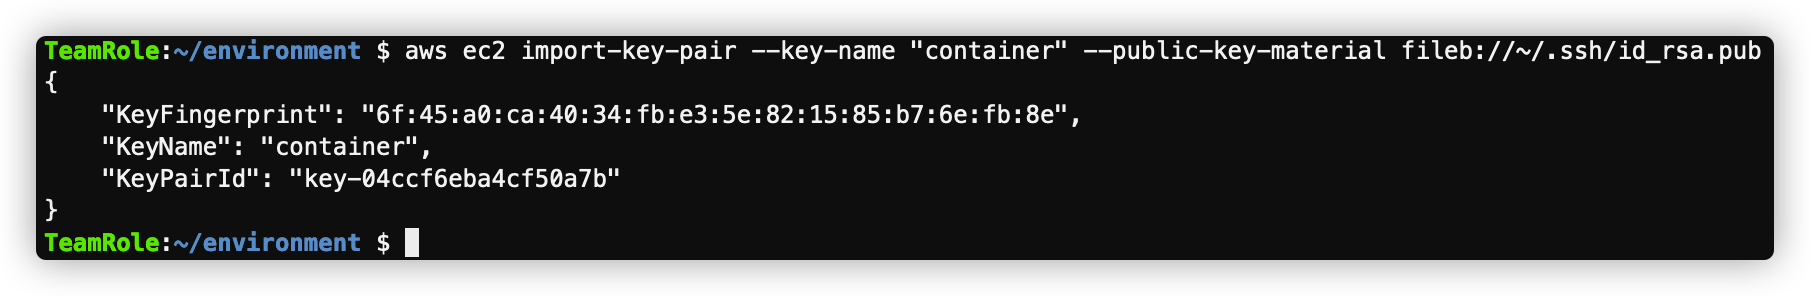 TeamRole:~/environment $ aws ec2 import-key-pair --key-name "container" --public-key-material fileb://~/.ssh/id_rsa.pub
{
    "KeyFingerprint": "6f:45:a0:ca:40:34:fb:e3:5e:82:15:85:b7:6e:fb:8e",
    "KeyName": "container",
    "KeyPairId": "key-04ccf6eba4cf50a7b"
}
TeamRole:~/environment $